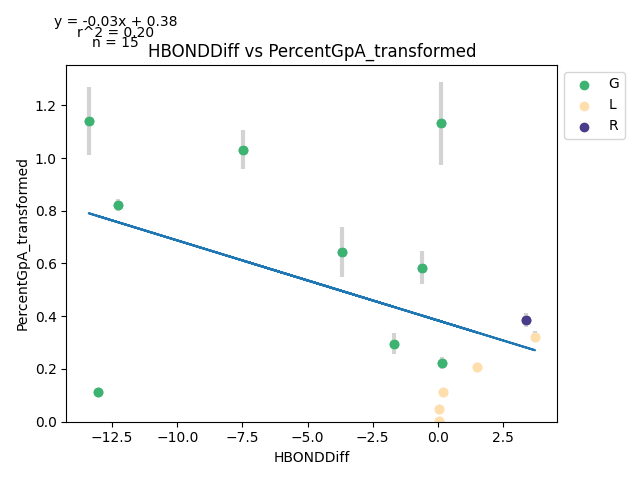 y = -0.03x + 0.38
r^2 = 0.20
n = 15
HBONDDiff vs PercentGpA_transformed
G
L
R
PercentGpA_transformed
1.2
1.0
0.8
0.6
0.4
0.2
0.0
−12.5 −10.0 −7.5 −5.0 −2.5 0.0 2.5
HBONDDiff